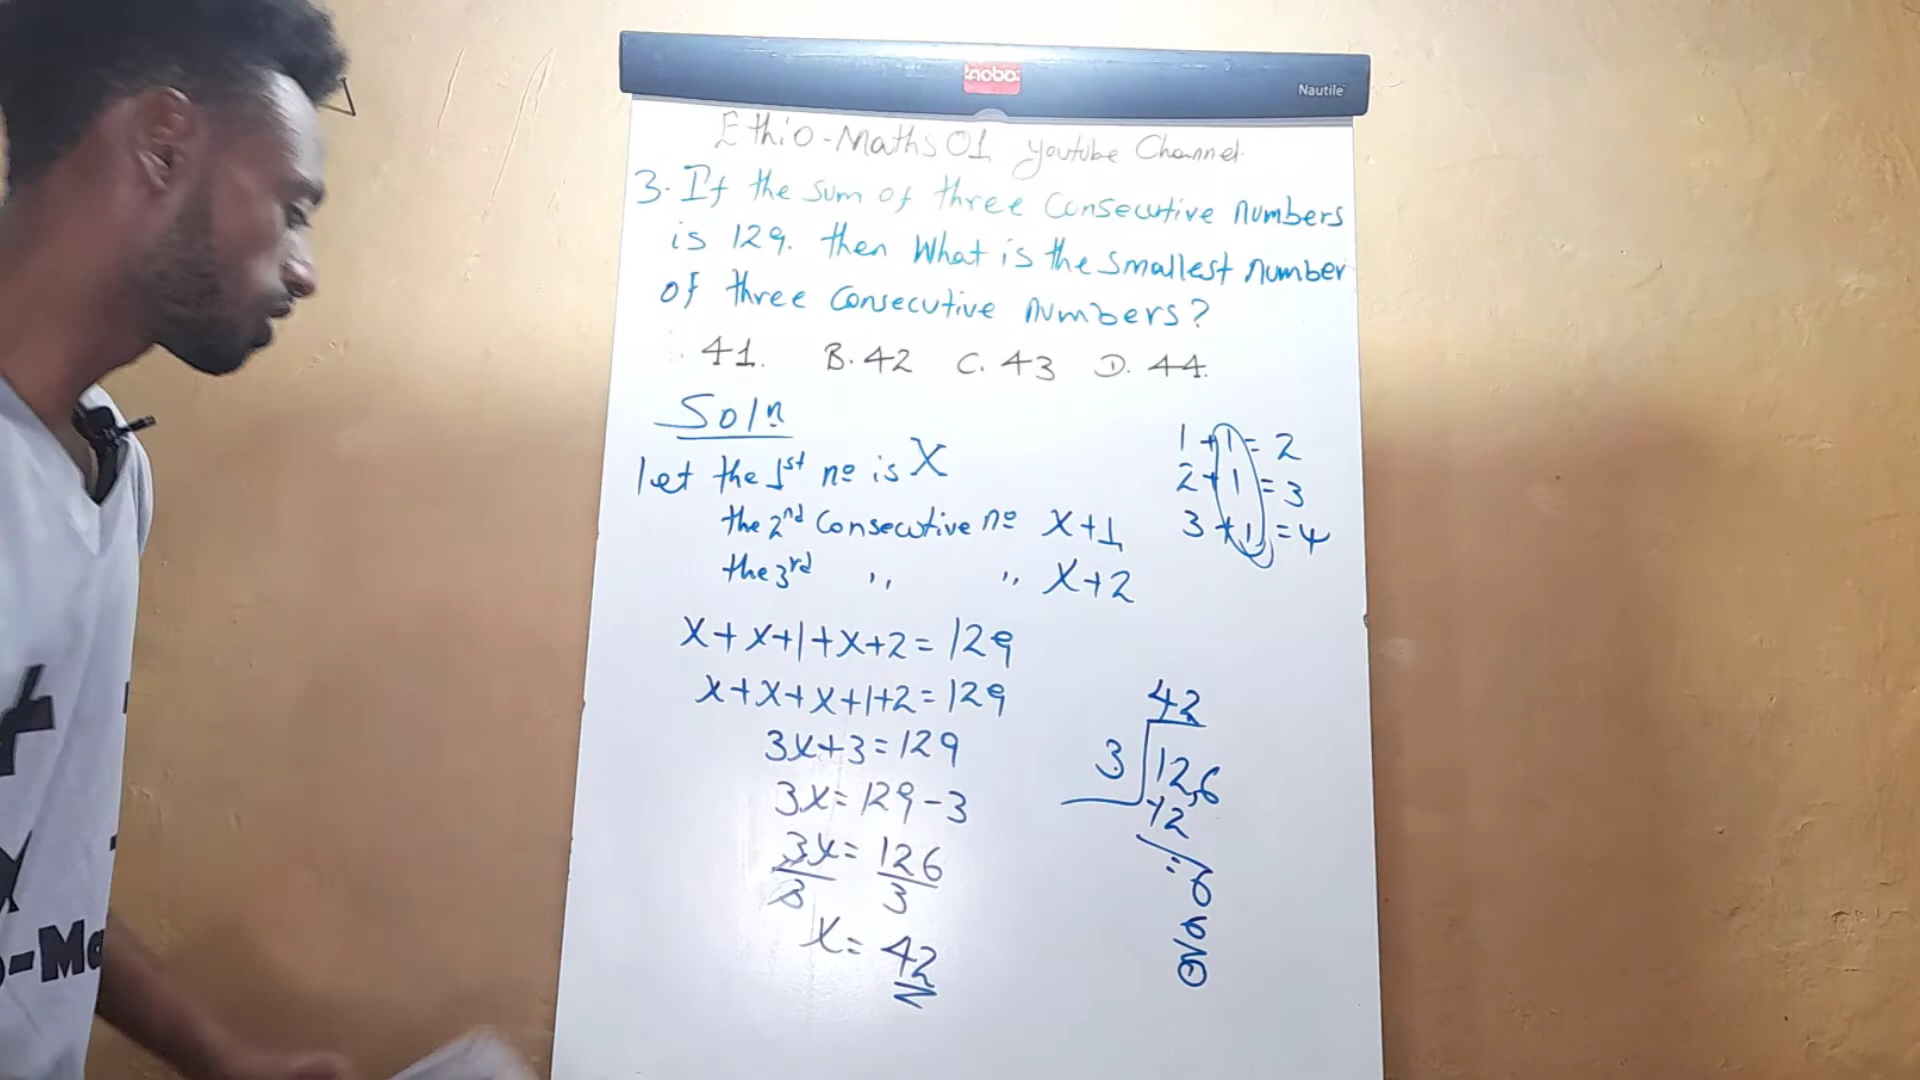 nobo
Nautile
Ethio-Maths01 youtube Channel.
3. If the sum of three Consecutive numbers
is 129. then What is the smallest number
of three Consecutive numbers?
41. B. 42 C. 43 D. 44.
Soln
let the 1st no is X
the 2nd Consecutive no X+1
the 3rd ,, ,, X+2
1+1=2
2+1=3
3+1=4
X+X+1+X+2=129
X+X+X+1+2=129
3X+3=129
3X=129-3
3X = 126
3 3
X=42
42
3 126
-12
6
6
0
-Ma